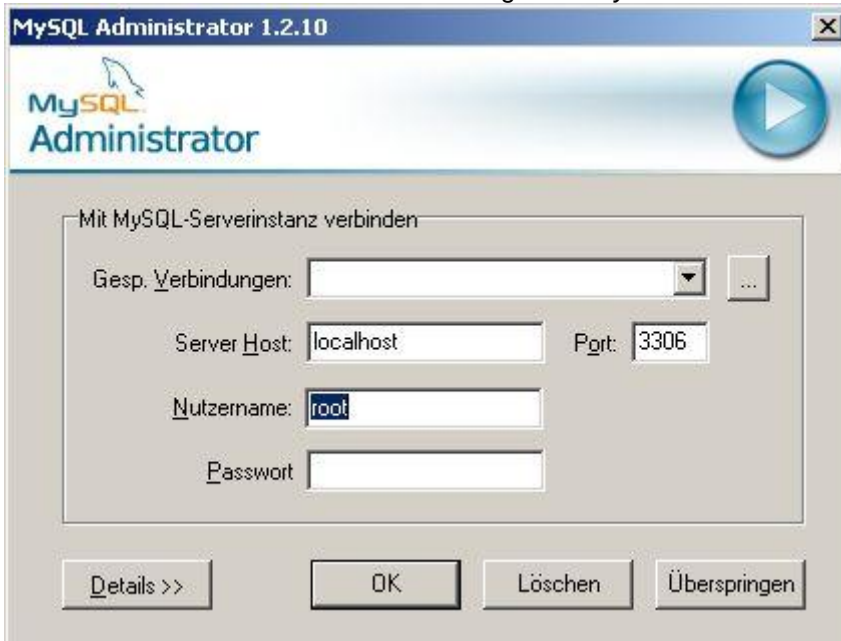 MySQL Administrator 1.2.10
MySQL
Administrator
Mit MySQL-Serverinstanz verbinden
Gesp. Verbindungen:
...
Server Host: localhost Port: 3306
Nutzername: root
Passwort
Details >> OK Löschen Überspringen